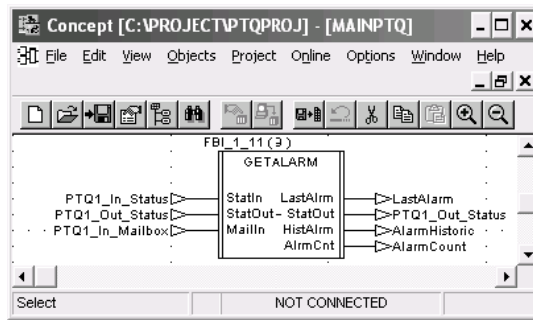 Concept [C:\PROJECT\PTQPROJ] - [MAINPTQ]
File Edit View Objects Project Online Options Window Help
FBI_1_11(3)
GETALARM
PTQ1_In_Status StatIn LastAlrm LastAlarm
PTQ1_Out_Status StatOut- StatOut PTQ1_Out_Status
PTQ1_In_Mailbox MailIn HistAlrm AlarmHistoric
AlrmCnt AlarmCount
Select NOT CONNECTED